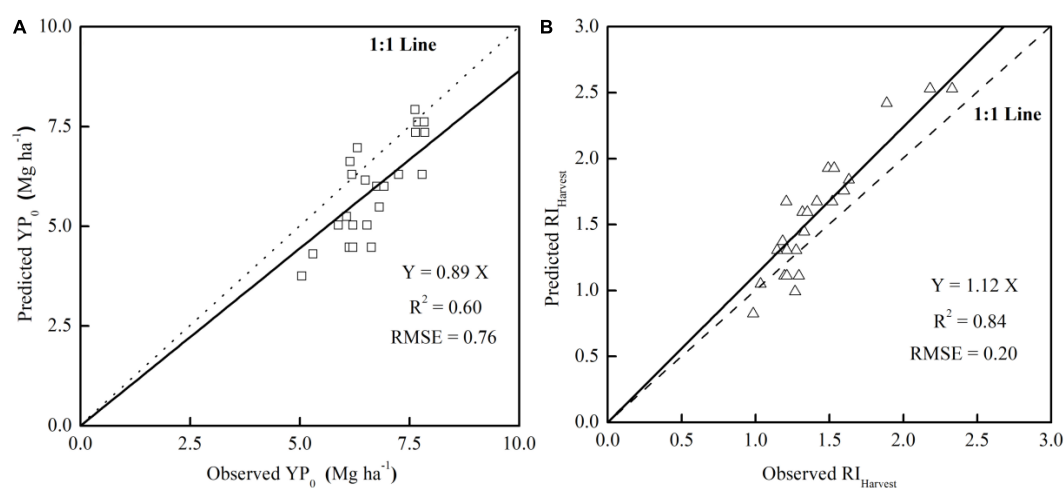 A
10.0
7.5
5.0
2.5
0.0
Predicted YP₀ (Mg ha⁻¹)
1:1 Line
Y = 0.89 X
R² = 0.60
RMSE = 0.76
0.0 2.5 5.0 7.5 10.0
Observed YP₀ (Mg ha⁻¹)
B
3.0
2.5
2.0
1.5
1.0
0.5
0.0
Predicted RI Harvest
1:1 Line
Y = 1.12 X
R² = 0.84
RMSE = 0.20
0.0 0.5 1.0 1.5 2.0 2.5 3.0
Observed RI Harvest